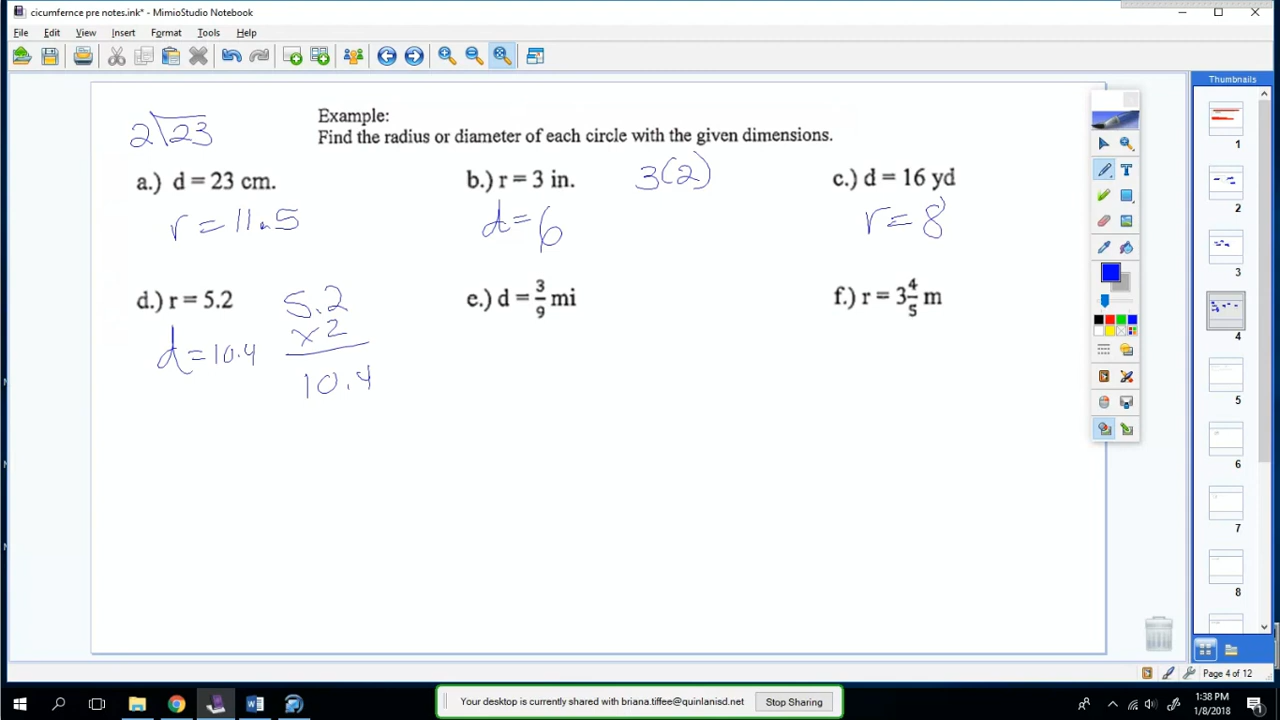 cicumfernce pre notes.ink* - MimioStudio Notebook
File Edit View Insert Format Tools Help
Thumbnails
Example:
Find the radius or diameter of each circle with the given dimensions.
2 23
a.) d = 23 cm.
r = 11.5
b.) r = 3 in.
3(2)
d = 6
c.) d = 16 yd
r = 8
d.) r = 5.2
d = 10.4
5.2
x2
10.4
e.) d = 3/9 mi
f.) r = 3 4/5 m
T
1
2
3
4
5
6
7
8
Page 4 of 12
Your desktop is currently shared with briana.tiffee@quinlanisd.net
Stop Sharing
1:38 PM
1/8/2018